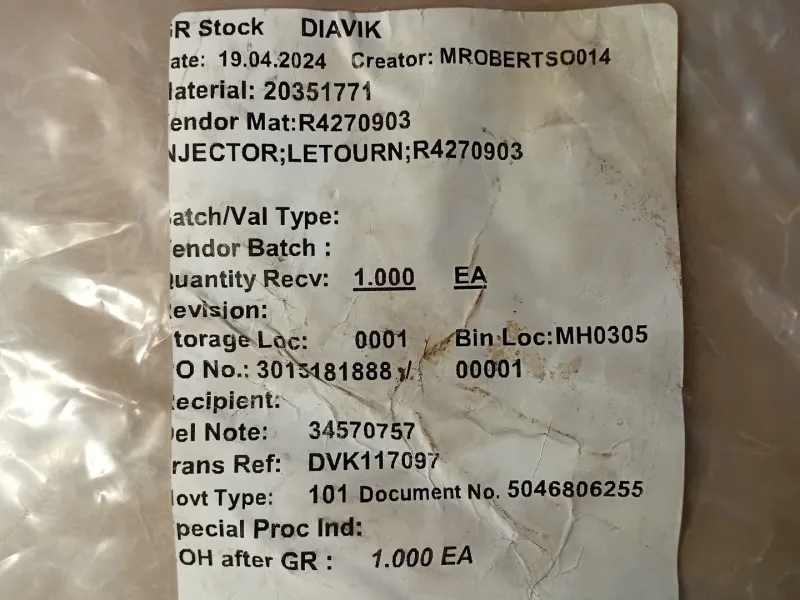 GR Stock DIAVIK
ate: 19.04.2024 Creator: MROBERTSO014
laterial: 20351771
endor Mat:R4270903
NJECTOR;LETOURN;R4270903
atch/Val Type:
endor Batch :
uantity Recv: 1.000 EA
evision:
torage Loc: 0001 Bin Loc:MH0305
O No.: 3015181888 / 00001
ecipient:
el Note: 34570757
rans Ref: DVK117097
ovt Type: 101 Document No. 5046806255
pecial Proc Ind:
OH after GR : 1.000 EA